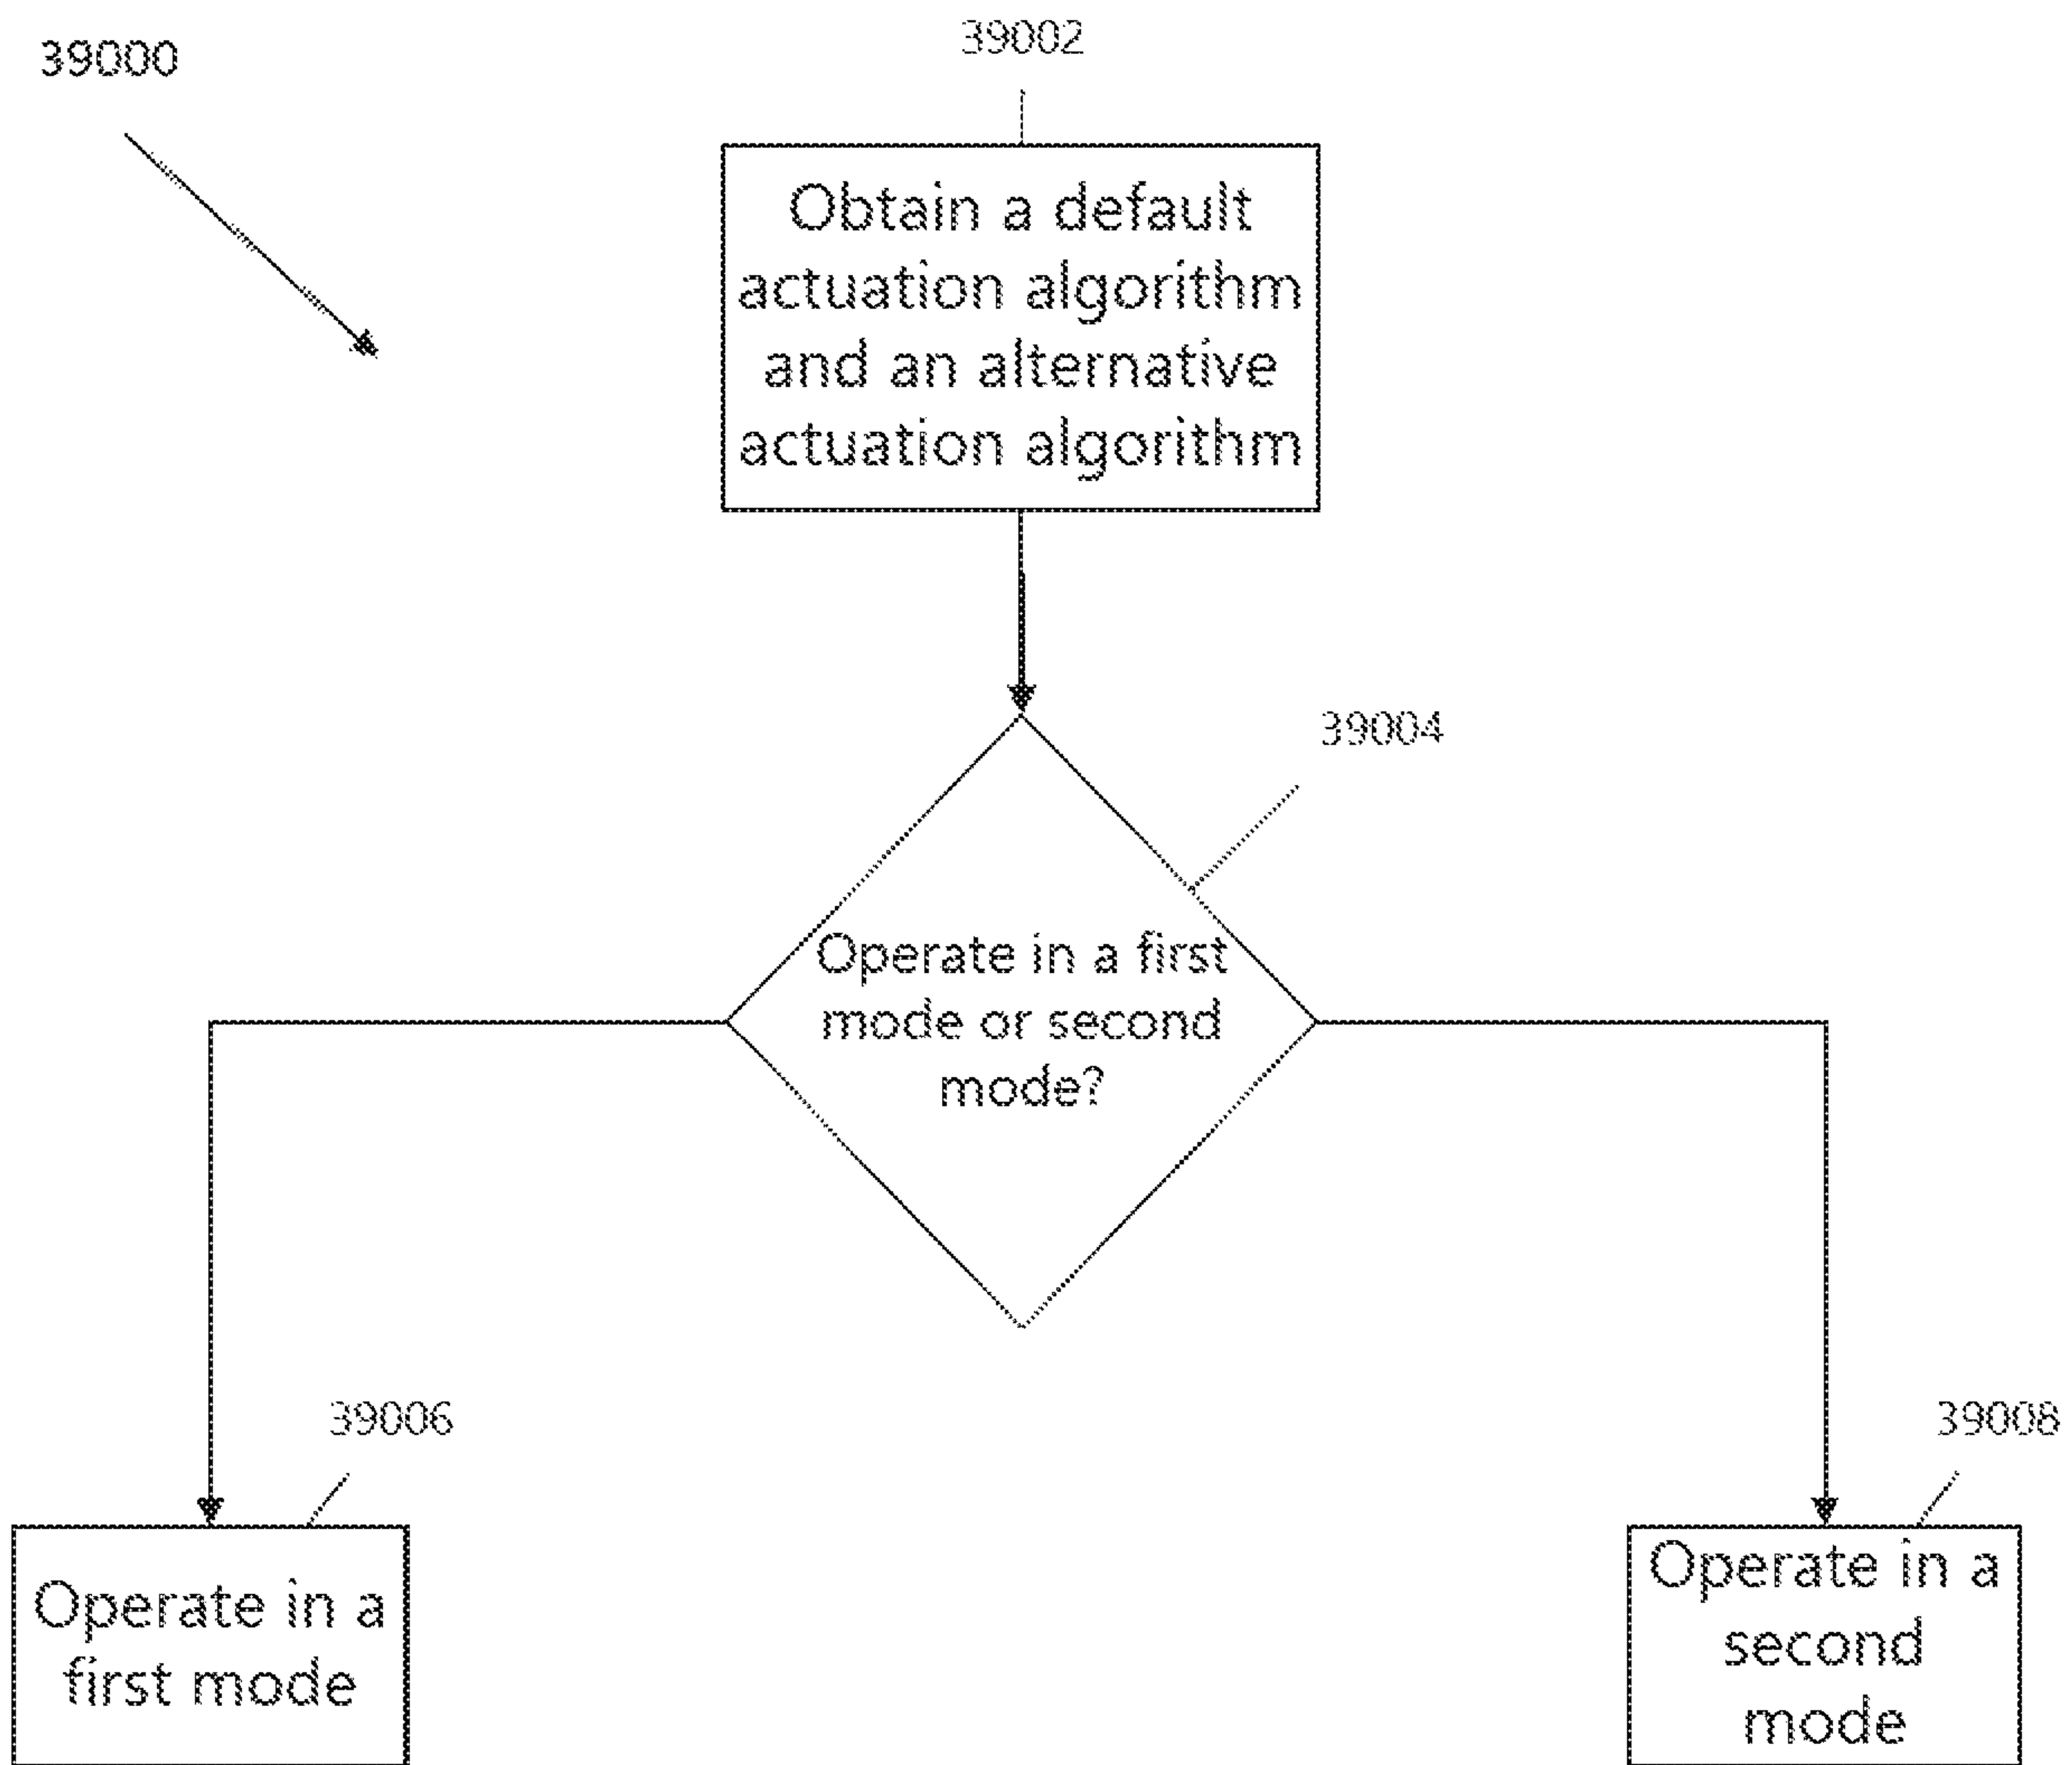 39000
39002
Obtain a default
actuation algorithm
and an alternative
actuation algorithm
39004
Operate in a first
mode or second
mode?
39006
Operate in a
first mode
39008
Operate in a
second
mode